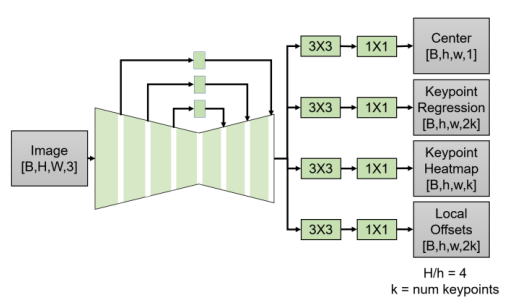 Image
[B,H,W,3]
3X3
1X1
Center
[B,h,w,1]
3X3
1X1
Keypoint
Regression
[B,h,w,2k]
3X3
1X1
Keypoint
Heatmap
[B,h,w,k]
3X3
1X1
Local
Offsets
[B,h,w,2k]
H/h = 4
k = num keypoints